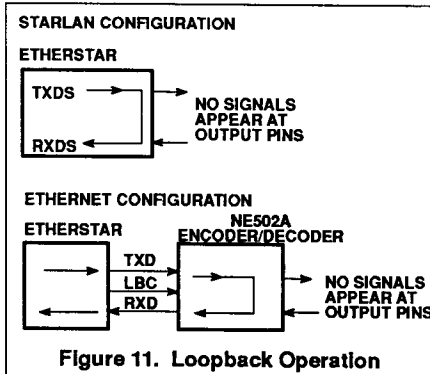 STARLAN CONFIGURATION
ETHERSTAR
TXDS
RXDS
NO SIGNALS
APPEAR AT
OUTPUT PINS
ETHERNET CONFIGURATION
ETHERSTAR
NE502A
ENCODER/DECODER
TXD
LBC
RXD
NO SIGNALS
APPEAR AT
OUTPUT PINS
Figure 11. Loopback Operation